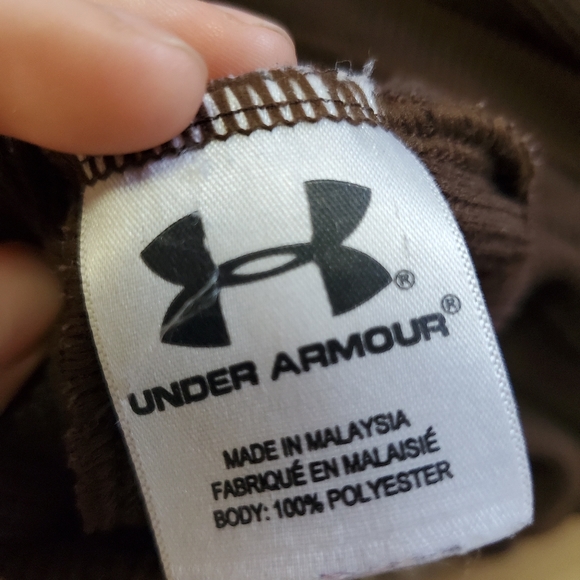 ®
UNDER ARMOUR®
MADE IN MALAYSIA
FABRIQUÉ EN MALAISIÉ
BODY: 100% POLYESTER